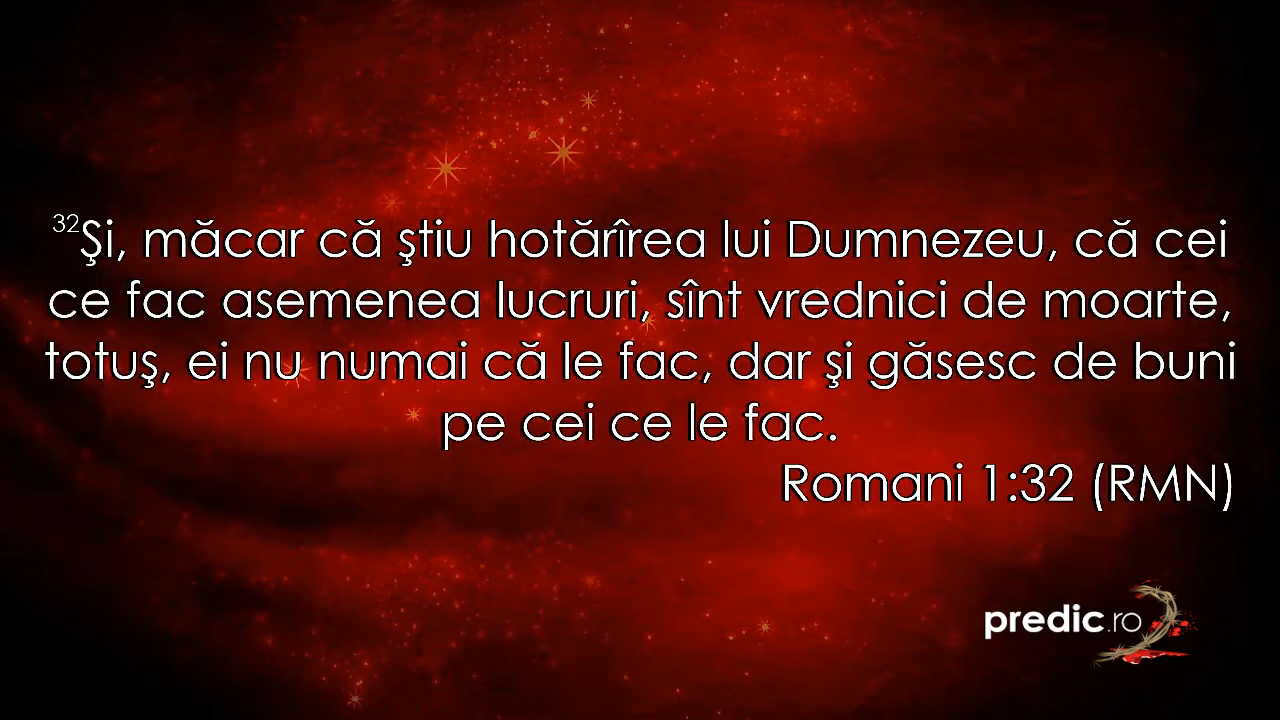 32Şi, măcar că ştiu hotărîrea lui Dumnezeu, că cei
ce fac asemenea lucruri, sînt vrednici de moarte,
totuş, ei nu numai că le fac, dar şi găsesc de buni
pe cei ce le fac.
Romani 1:32 (RMN)
predic.ro